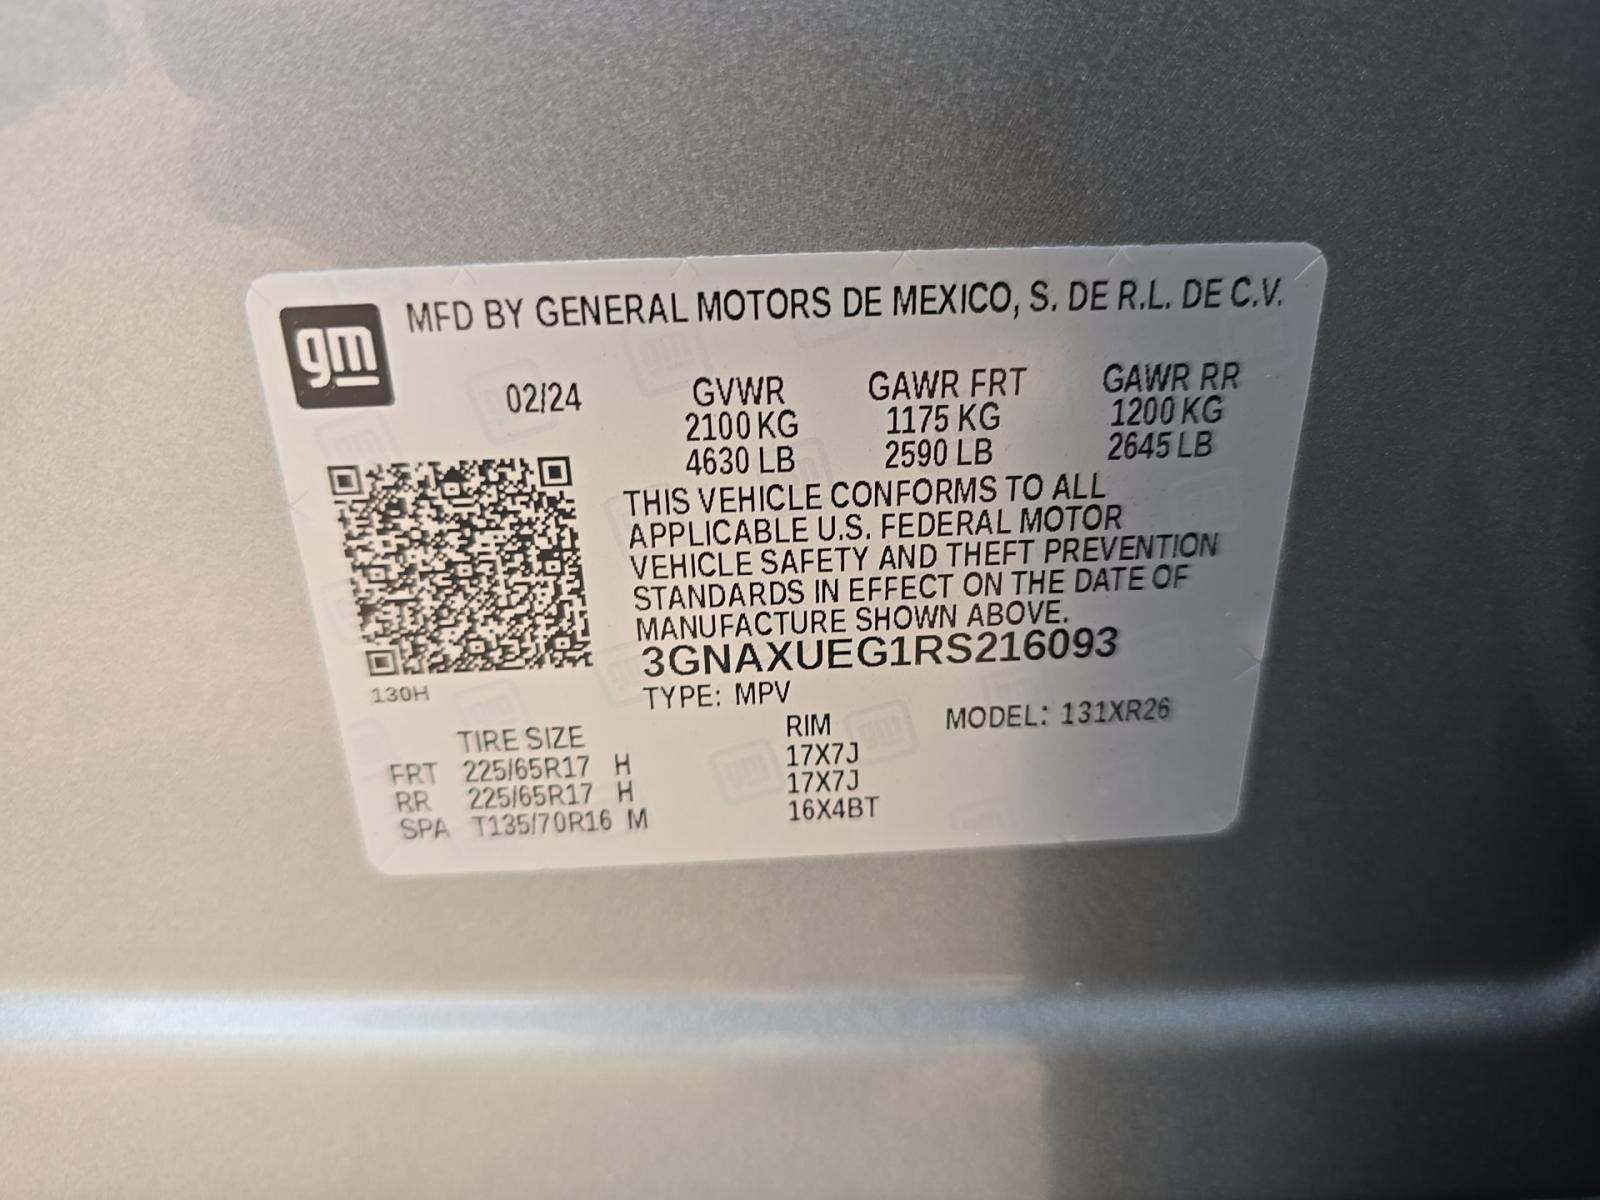 gm
MFD BY GENERAL MOTORS DE MEXICO, S. DE R.L. DE C.V.
02/24 GVWR GAWR FRT GAWR RR
2100 KG 1175 KG 1200 KG
4630 LB 2590 LB 2645 LB
THIS VEHICLE CONFORMS TO ALL
APPLICABLE U.S. FEDERAL MOTOR
VEHICLE SAFETY AND THEFT PREVENTION
STANDARDS IN EFFECT ON THE DATE OF
MANUFACTURE SHOWN ABOVE.
3GNAXUEG1RS216093
130H
TYPE: MPV
TIRE SIZE RIM MODEL: 131XR26
FRT 225/65R17 H 17X7J
RR 225/65R17 H 17X7J
SPA T135/70R16 M 16X4BT